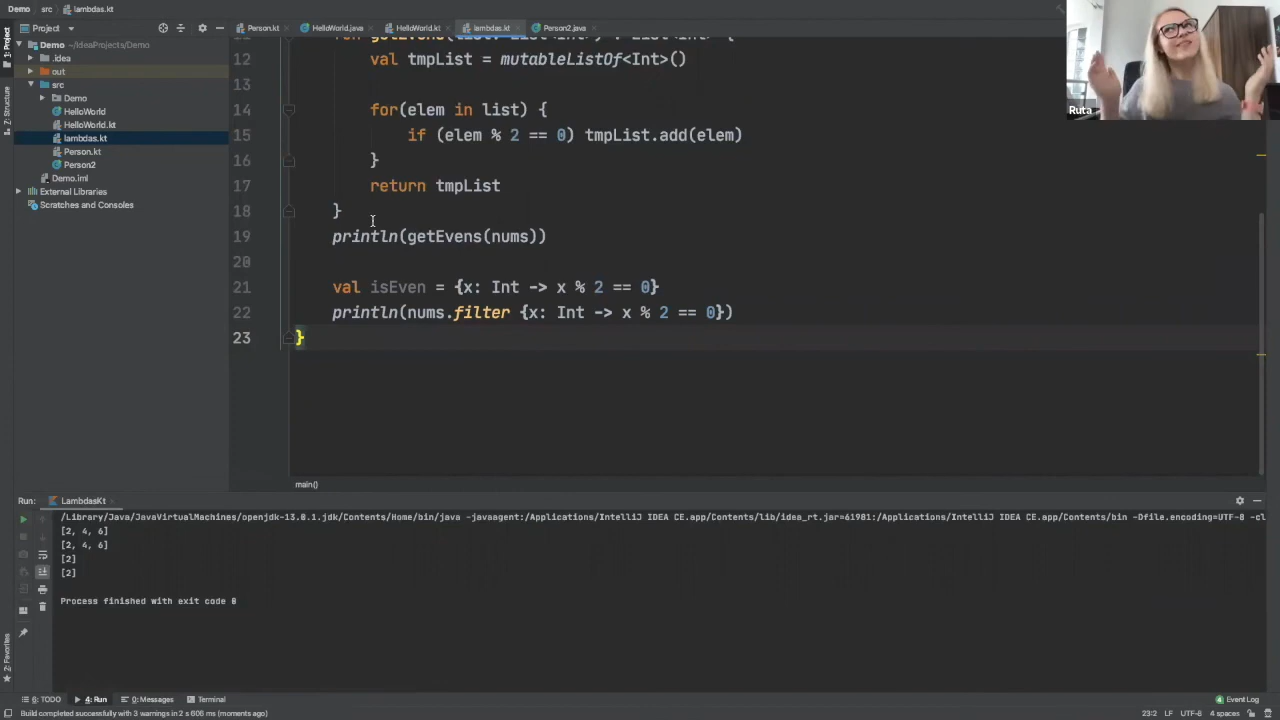 Demo src lambdas.kt
Project
Person.kt HelloWorld.java HelloWorld.kt lambdas.kt Person2.java
1: Project
Demo ~/IdeaProjects/Demo
.idea
out
src
Demo
HelloWorld
HelloWorld.kt
lambdas.kt
Person.kt
Person2
Demo.iml
External Libraries
Scratches and Consoles
7: Structure
12 val tmpList = mutableListOf<Int>()
13
14 for(elem in list) {
15 if (elem % 2 == 0) tmpList.add(elem)
16 }
17 return tmpList
18 }
19 println(getEvens(nums))
20
21 val isEven = {x: Int -> x % 2 == 0}
22 println(nums.filter {x: Int -> x % 2 == 0})
23 }
Ruta
main()
Run: LambdasKt
/Library/Java/JavaVirtualMachines/openjdk-13.0.1.jdk/Contents/Home/bin/java -javaagent:/Applications/IntelliJ IDEA CE.app/Contents/lib/idea_rt.jar=61981:/Applications/IntelliJ IDEA CE.app/Contents/bin -Dfile.encoding=UTF-8 -cl
[2, 4, 6]
[2, 4, 6]
[2]
[2]
Process finished with exit code 0
2: Favorites
6: TODO 4: Run 0: Messages Terminal Event Log
Build completed successfully with 3 warnings in 2 s 605 ms (moments ago) 23:2 LF UTF-8 4 spaces